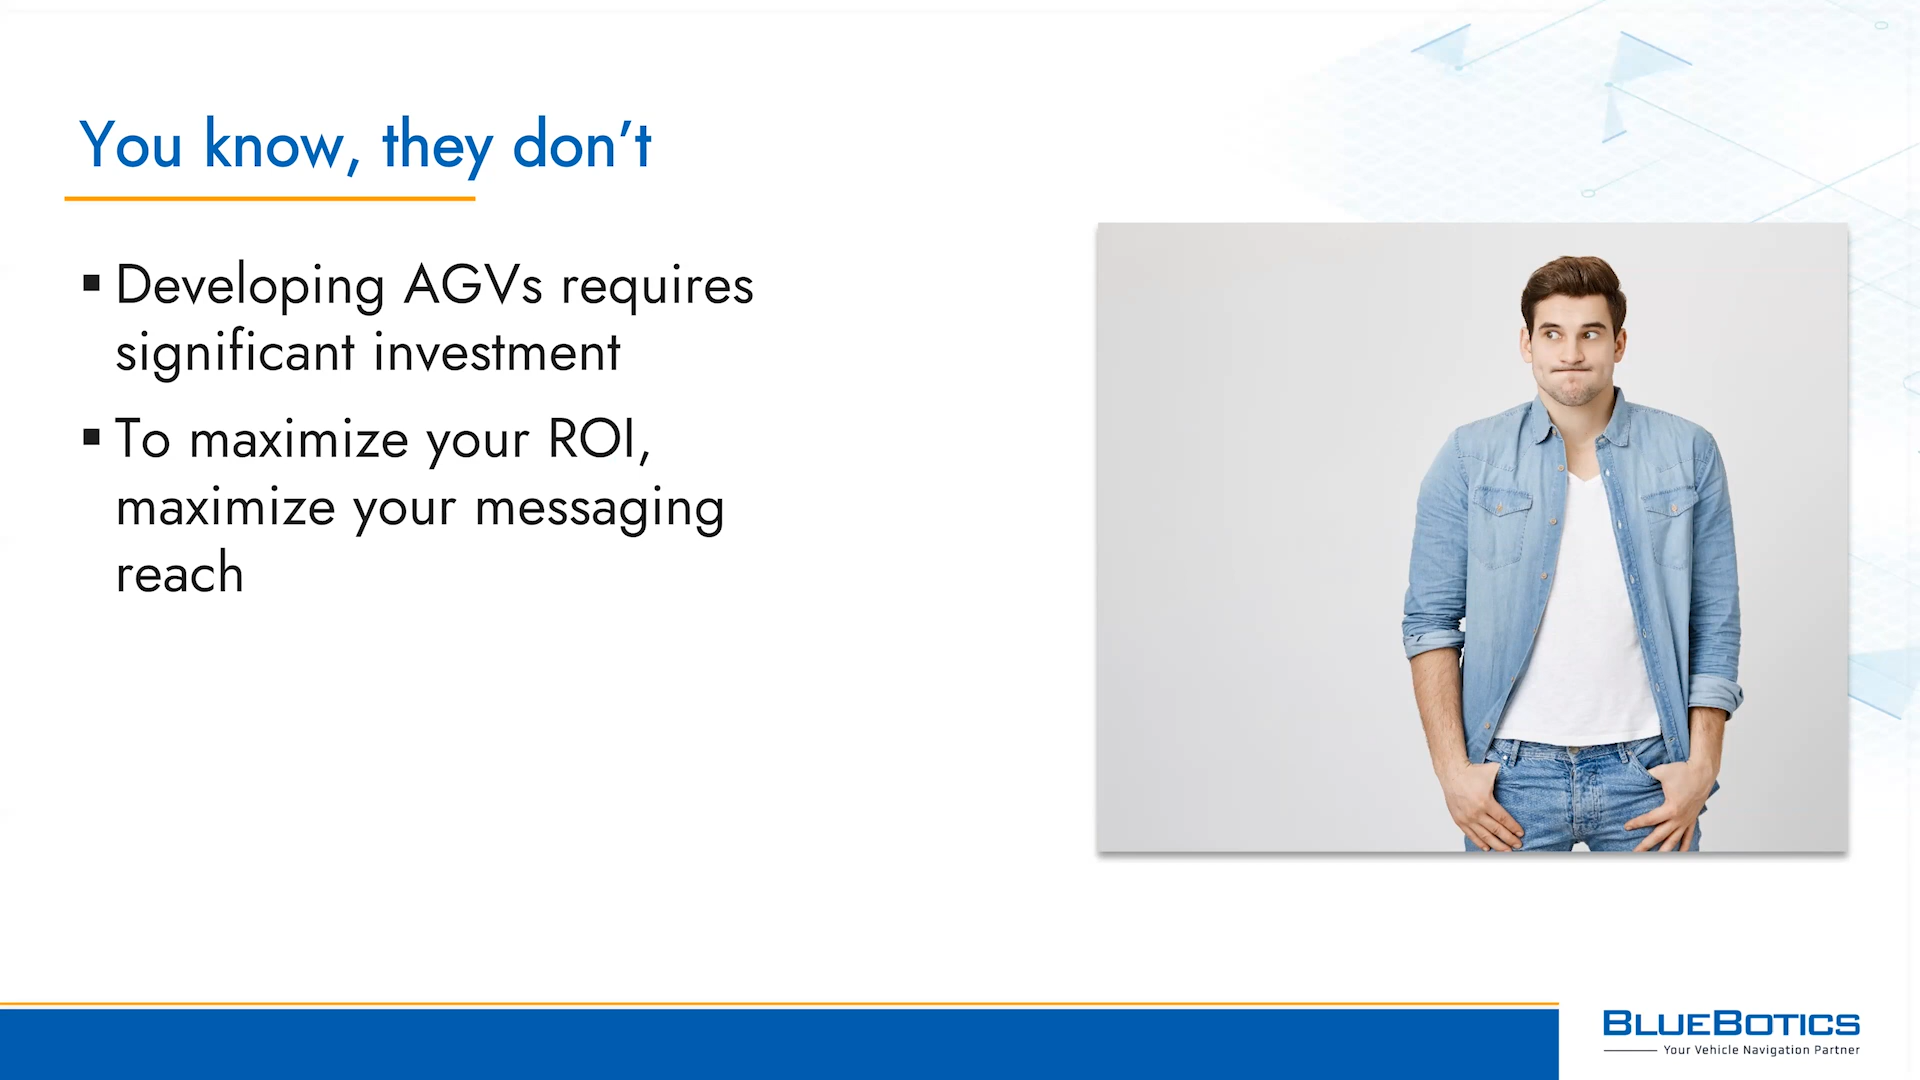 You know, they don’t
▪ Developing AGVs requires
significant investment
▪ To maximize your ROI,
maximize your messaging
reach
BLUEBOTICS
Your Vehicle Navigation Partner